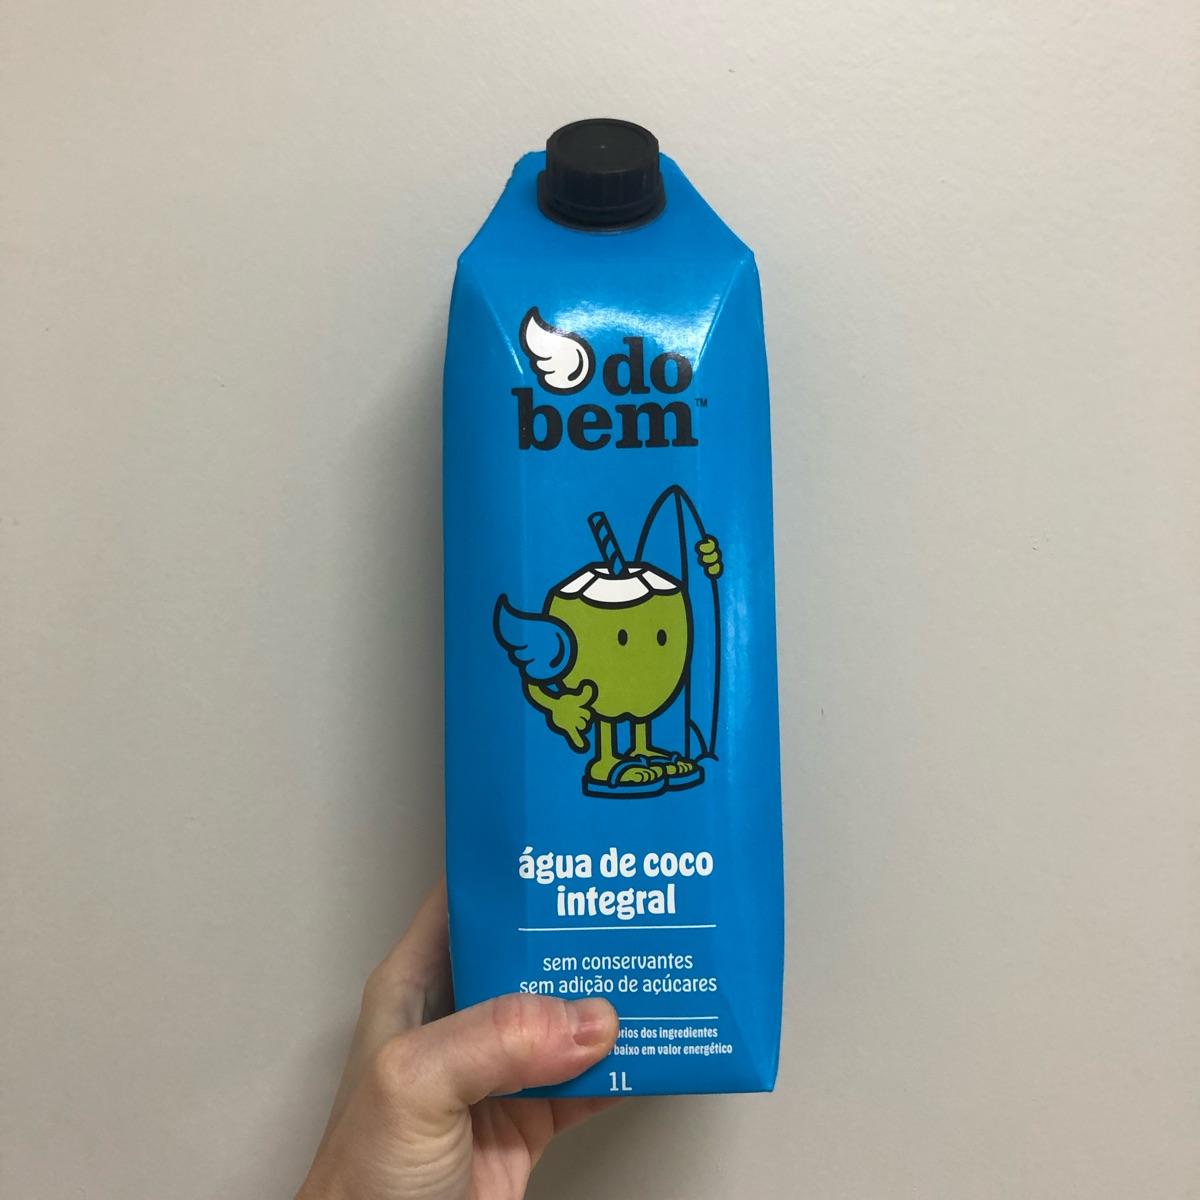 do
bem™
água de coco
integral
sem conservantes
sem adição de açúcares
dos ingredientes
baixo em valor energético
1L